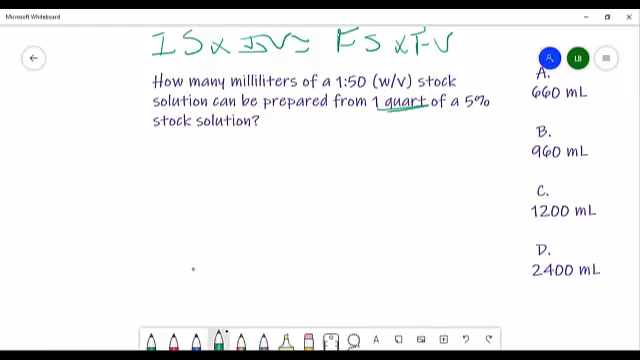 Microsoft Whiteboard
IS x IV = FS x FV
How many milliliters of a 1:50 (w/v) stock
solution can be prepared from 1 quart of a 5%
stock solution?
LB
A.
660 mL
B.
960 mL
C.
1200 mL
D.
2400 mL
A